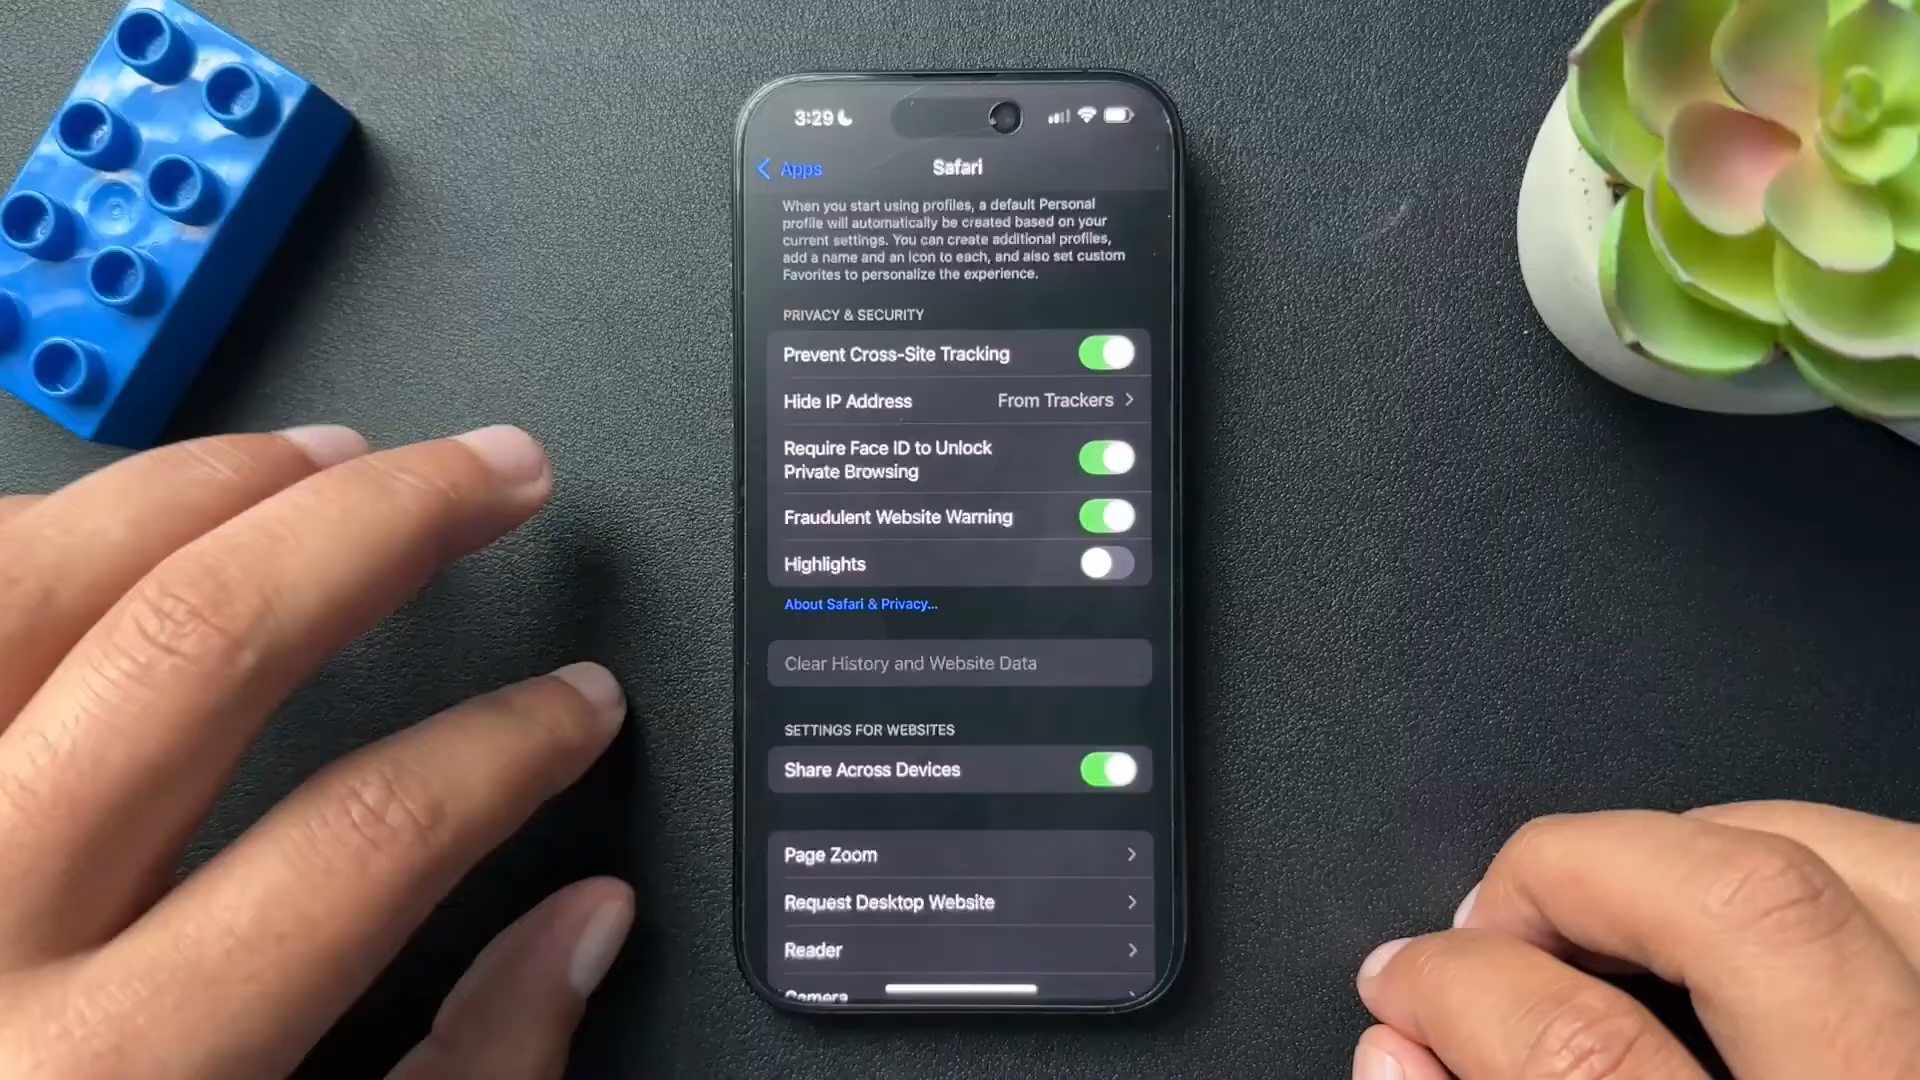 3:29
Apps
Safari
When you start using profiles, a default Personal
profile will automatically be created based on your
current settings. You can create additional profiles,
add a name and an icon to each, and also set custom
Favorites to personalize the experience.
PRIVACY & SECURITY
Prevent Cross-Site Tracking
Hide IP Address From Trackers
Require Face ID to Unlock
Private Browsing
Fraudulent Website Warning
Highlights
About Safari & Privacy...
Clear History and Website Data
SETTINGS FOR WEBSITES
Share Across Devices
Page Zoom
Request Desktop Website
Reader
Camera